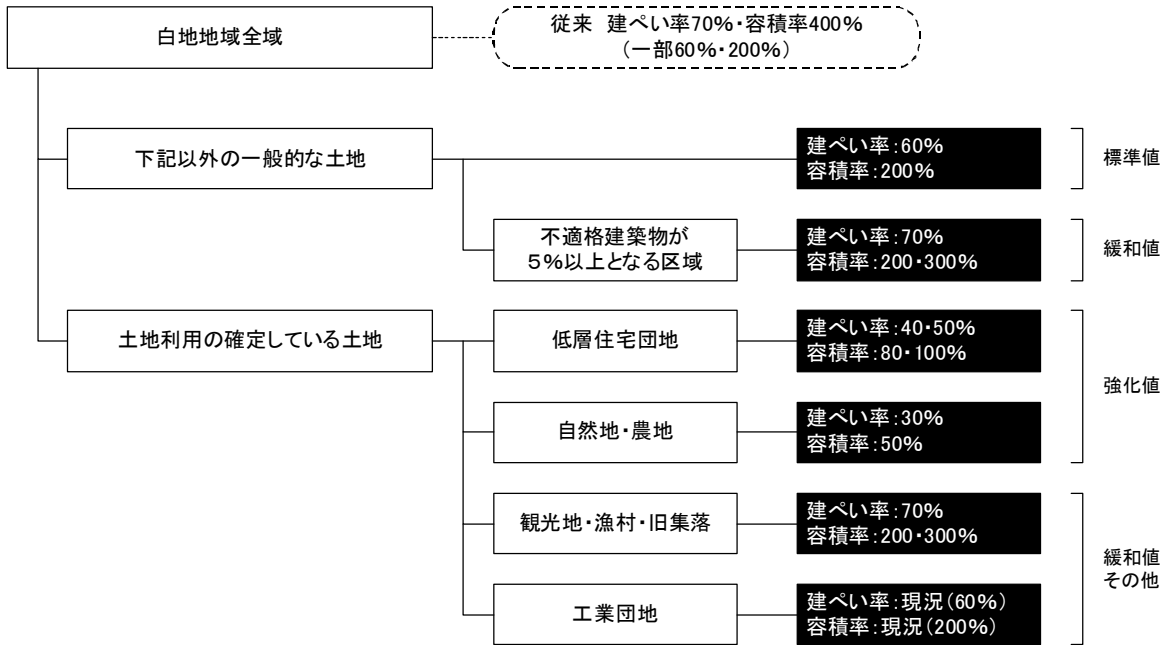 白地地域全域
従来 建ぺい率70%・容積率400%
(一部60%・200%)
下記以外の一般的な土地
建ぺい率:60%
容積率:200%
標準値
不適格建築物が
5%以上となる区域
建ぺい率:70%
容積率:200・300%
緩和値
土地利用の確定している土地
低層住宅団地
建ぺい率:40・50%
容積率:80・100%
強化値
自然地・農地
建ぺい率:30%
容積率:50%
観光地・漁村・旧集落
建ぺい率:70%
容積率:200・300%
緩和値
その他
工業団地
建ぺい率:現況(60%)
容積率:現況(200%)